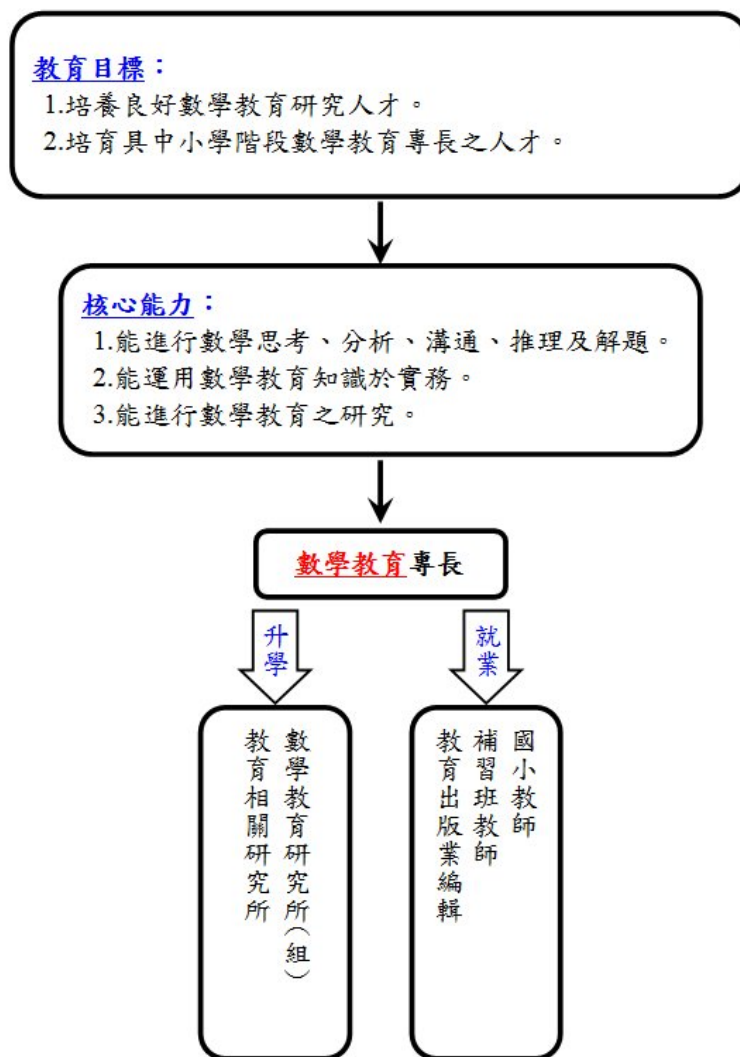 教育目標：
1.培養良好數學教育研究人才。
2.培育具中小學階段數學教育專長之人才。
核心能力：
1.能進行數學思考、分析、溝通、推理及解題。
2.能運用數學教育知識於實務。
3.能進行數學教育之研究。
數學教育專長
升學
就業
數學教育研究所(組)
教育相關研究所
國小教師
補習班教師
教育出版業編輯